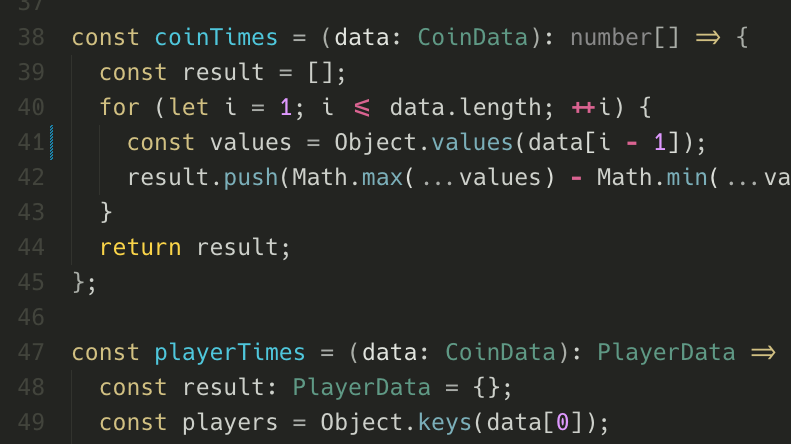 37
38 const coinTimes = (data: CoinData): number[] => {
39 const result = [];
40 for (let i = 1; i <= data.length; ++i) {
41 const values = Object.values(data[i - 1]);
42 result.push(Math.max(...values) - Math.min(...va
43 }
44 return result;
45 };
46
47 const playerTimes = (data: CoinData): PlayerData =>
48 const result: PlayerData = {};
49 const players = Object.keys(data[0]);